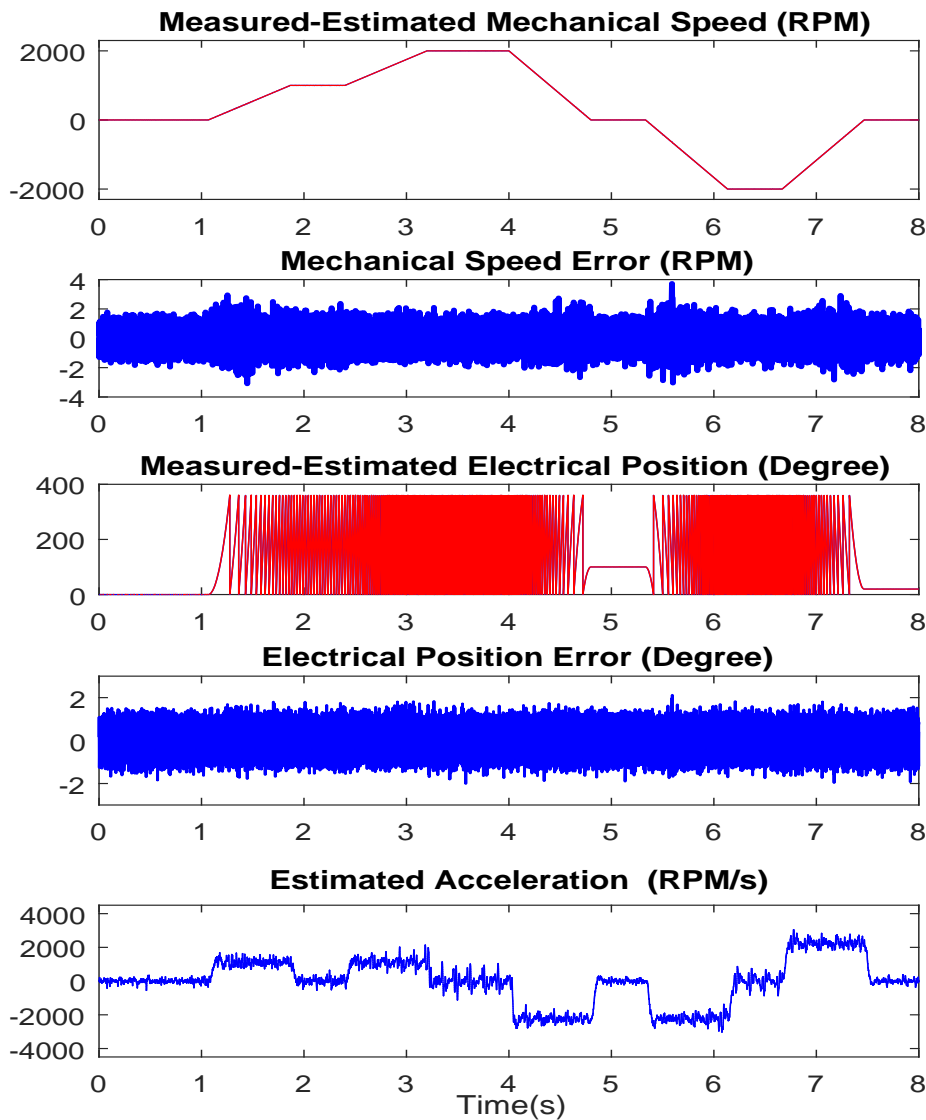 Measured-Estimated Mechanical Speed (RPM)
2000
0
-2000
0 1 2 3 4 5 6 7 8
Mechanical Speed Error (RPM)
4
2
0
-2
-4
0 1 2 3 4 5 6 7 8
Measured-Estimated Electrical Position (Degree)
400
200
0
0 1 2 3 4 5 6 7 8
Electrical Position Error (Degree)
2
0
-2
0 1 2 3 4 5 6 7 8
Estimated Acceleration (RPM/s)
4000
2000
0
-2000
-4000
0 1 2 3 4 5 6 7 8
Time(s)